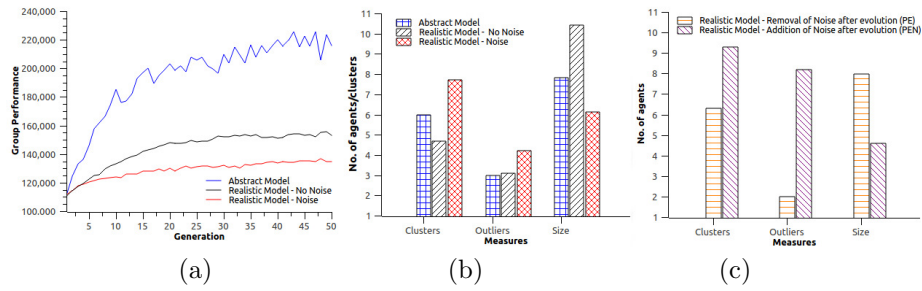 240,000
220,000
200,000
180,000
160,000
140,000
120,000
100,000
Group Performance
5 10 15 20 25 30 35 40 45 50
Generation
Abstract Model
Realistic Model - No Noise
Realistic Model - Noise
(a)
11
10
9
8
7
6
5
4
3
2
1
No. of agents/clusters
Abstract Model
Realistic Model - No Noise
Realistic Model - Noise
Clusters Outliers Size
Measures
(b)
11
10
9
8
7
6
5
4
3
2
1
No. of agents
Realistic Model - Removal of Noise after evolution (PE)
Realistic Model - Addition of Noise after evolution (PEN)
Clusters Outliers Size
Measures
(c)